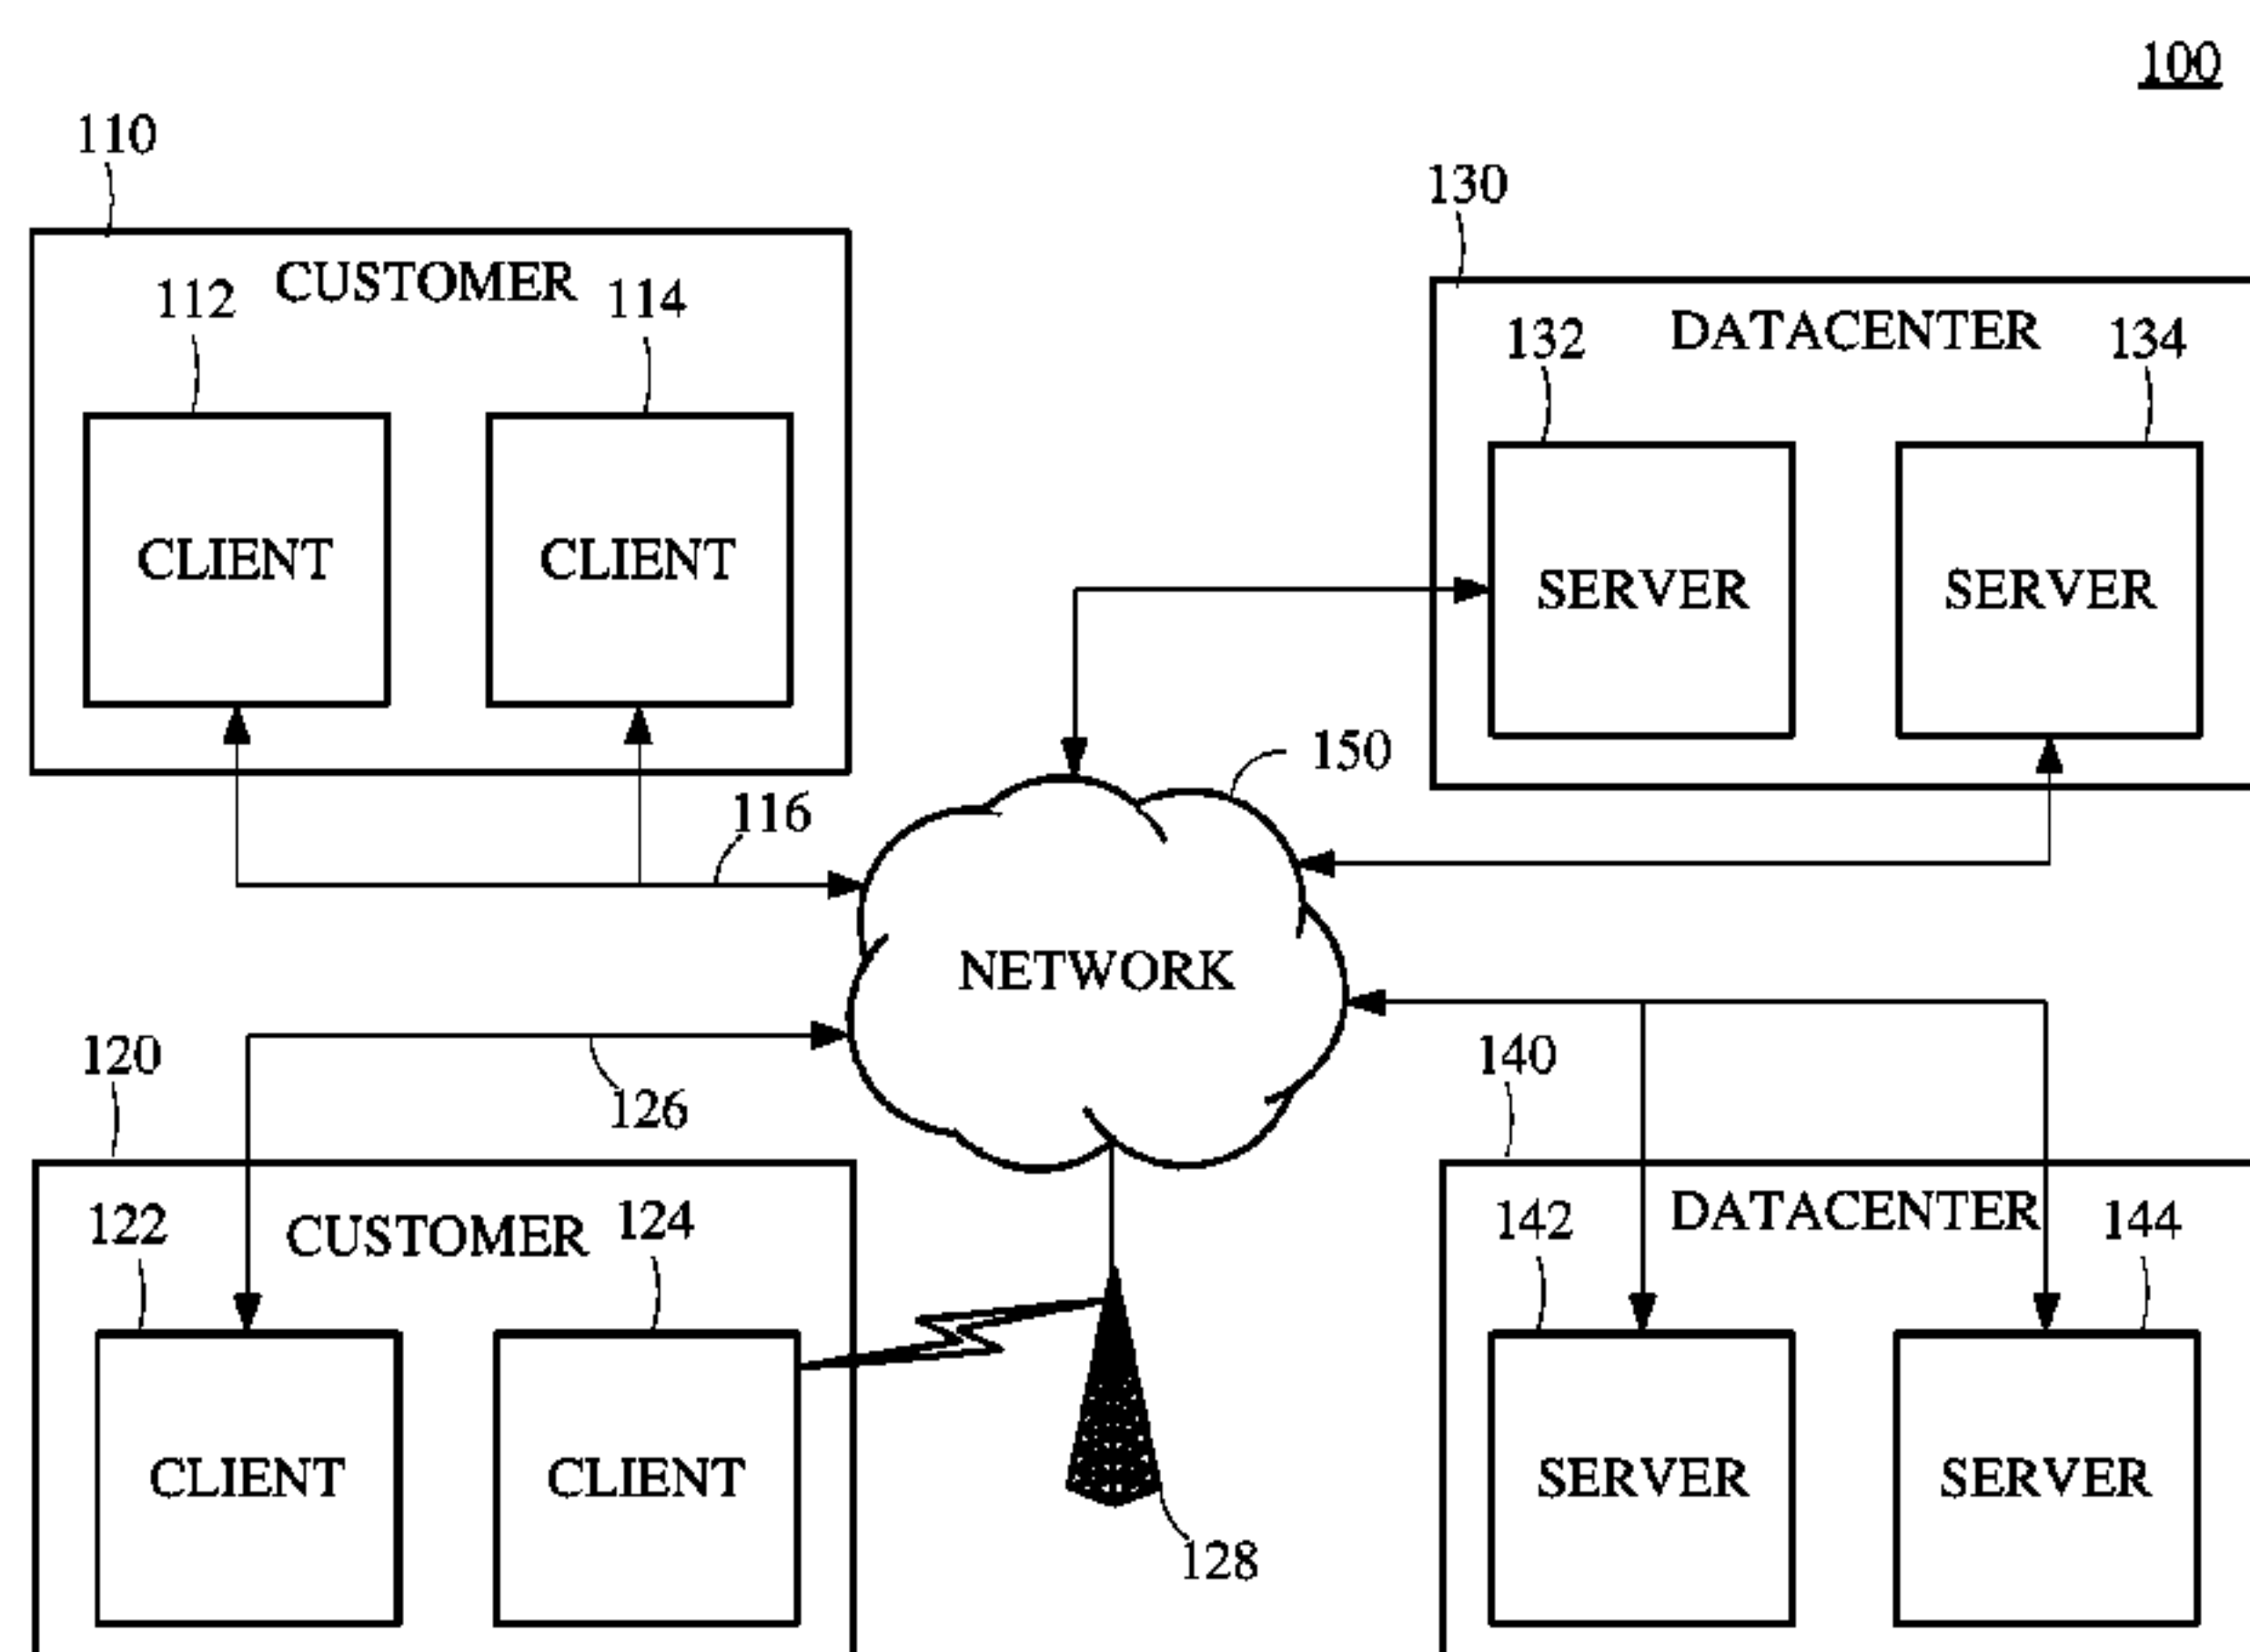 100
110
130
CUSTOMER
112
114
DATACENTER
132
134
CLIENT
CLIENT
SERVER
SERVER
150
116
NETWORK
120
126
140
CUSTOMER
122
124
DATACENTER
142
144
CLIENT
CLIENT
SERVER
SERVER
128